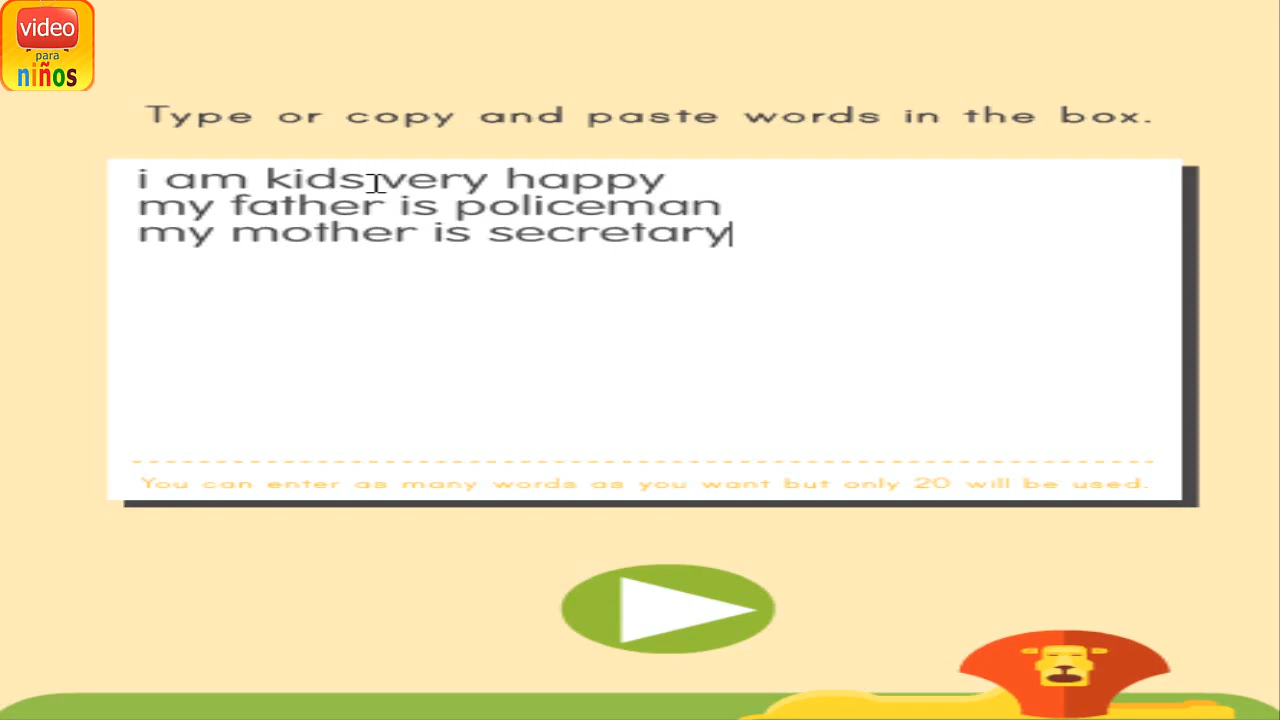 video
para
niños
Type or copy and paste words in the box.
i am kids very happy
my father is policeman
my mother is secretary
You can enter as many words as you want but only 20 will be used.